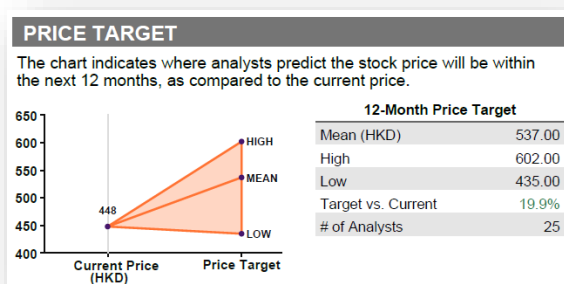 PRICE TARGET
The chart indicates where analysts predict the stock price will be within
the next 12 months, as compared to the current price.
650
600
550
500
450
400
448
HIGH
MEAN
LOW
Current Price
(HKD)
Price Target
12-Month Price Target
Mean (HKD) 537.00
High 602.00
Low 435.00
Target vs. Current 19.9%
# of Analysts 25